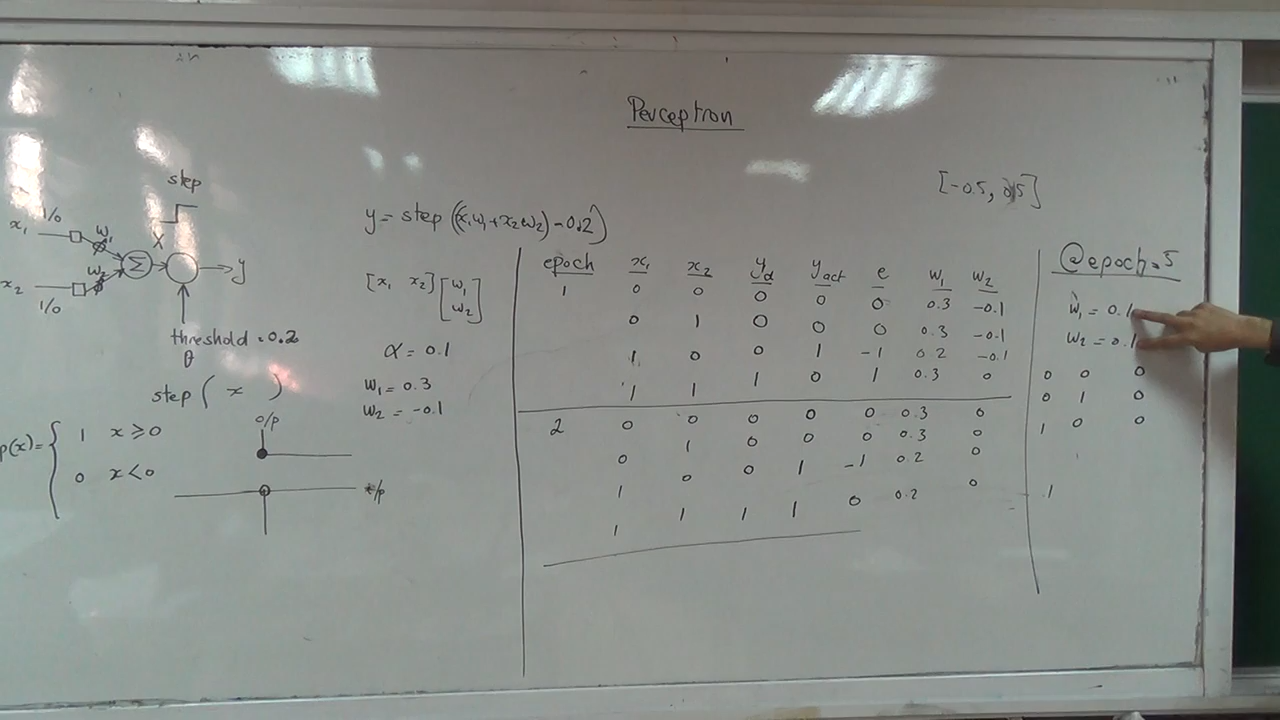 Perceptron
[-0.5, 0.5]
step
x₁ 1/0 w₁ X
x₂ 1/0 w₂ Σ y
threshold = 0.2
θ
step ( x )
p(x) = { 1 x ≥ 0
0 x < 0
o/p
i/p
y = step ((x₁w₁ + x₂w₂) - 0.2)
[x₁ x₂] [w₁
w₂]
α = 0.1
w₁ = 0.3
w₂ = -0.1
epoch x₁ x₂ yd yact e w₁ w₂
1 0 0 0 0 0 0.3 -0.1
0 1 0 0 0 0.3 -0.1
1 0 0 1 -1 0.2 -0.1
1 1 1 0 1 0.3 0
2 0 0 0 0 0 0.3 0
0 1 0 0 0 0.3 0
1 0 0 1 -1 0.2 0
1 1 1 1 0 0.2 0
@epoch=5
w₁ = 0.1
w₂ = 0.1
0 0 0
0 1 0
1 0 0
1